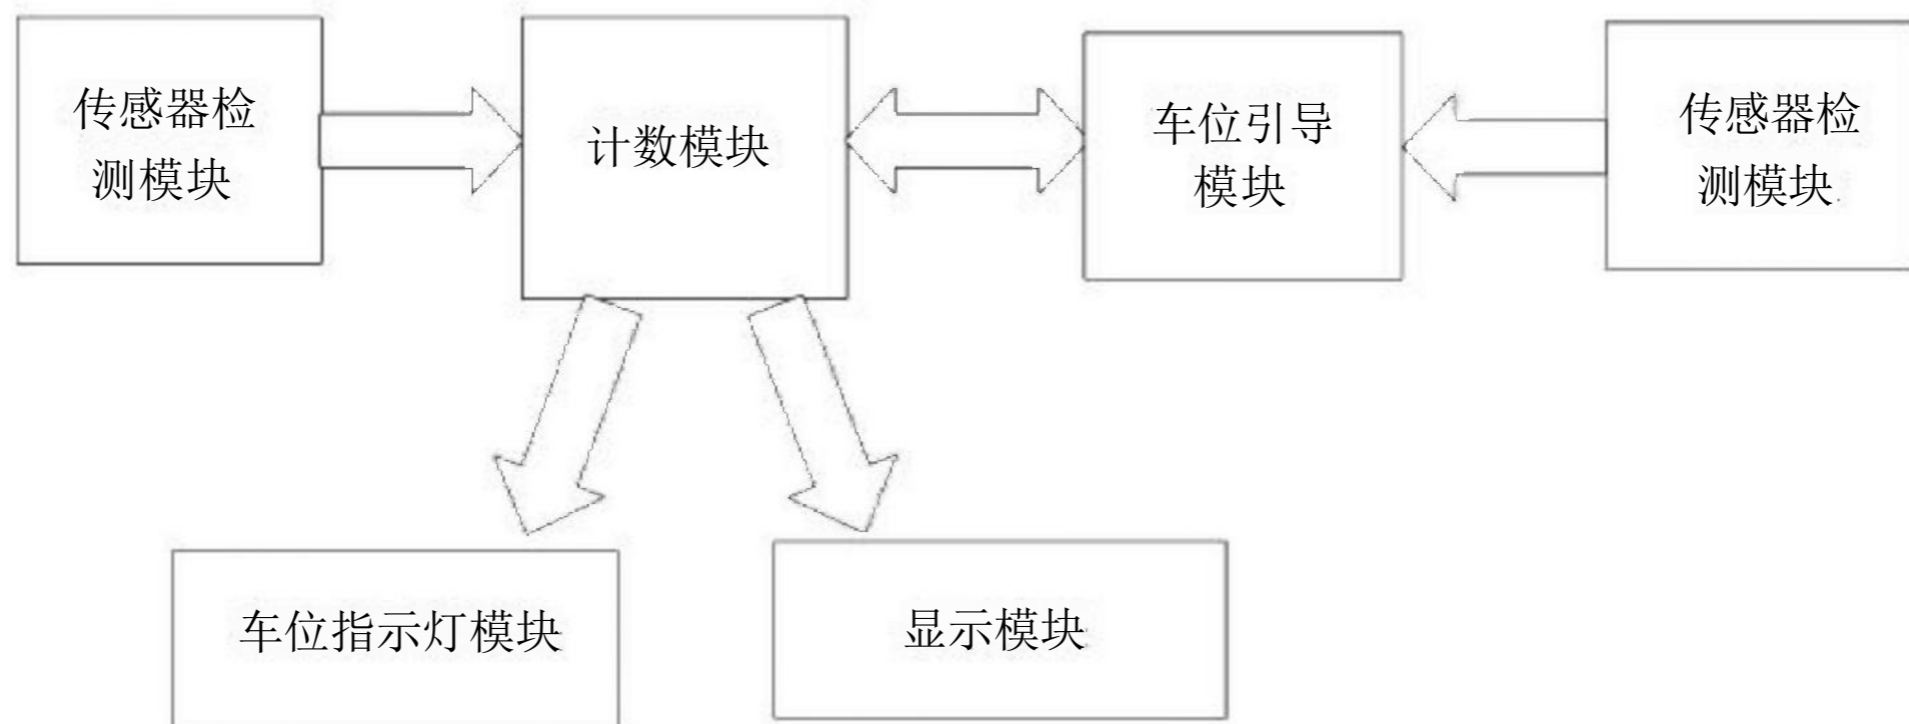 传感器检
测模块
计数模块
车位引导
模块
传感器检
测模块
车位指示灯模块
显示模块